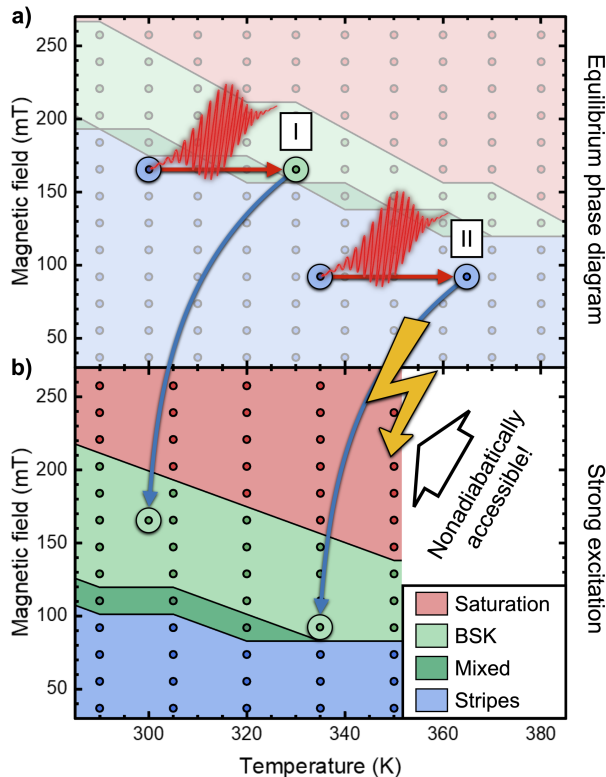 a)
250
200
150
100
50
Magnetic field (mT)
I
II
Equilibrium phase diagram
b)
250
200
150
100
50
Magnetic field (mT)
Nonadiabatically
accessible!
Strong excitation
Saturation
BSK
Mixed
Stripes
300
320
340
360
380
Temperature (K)